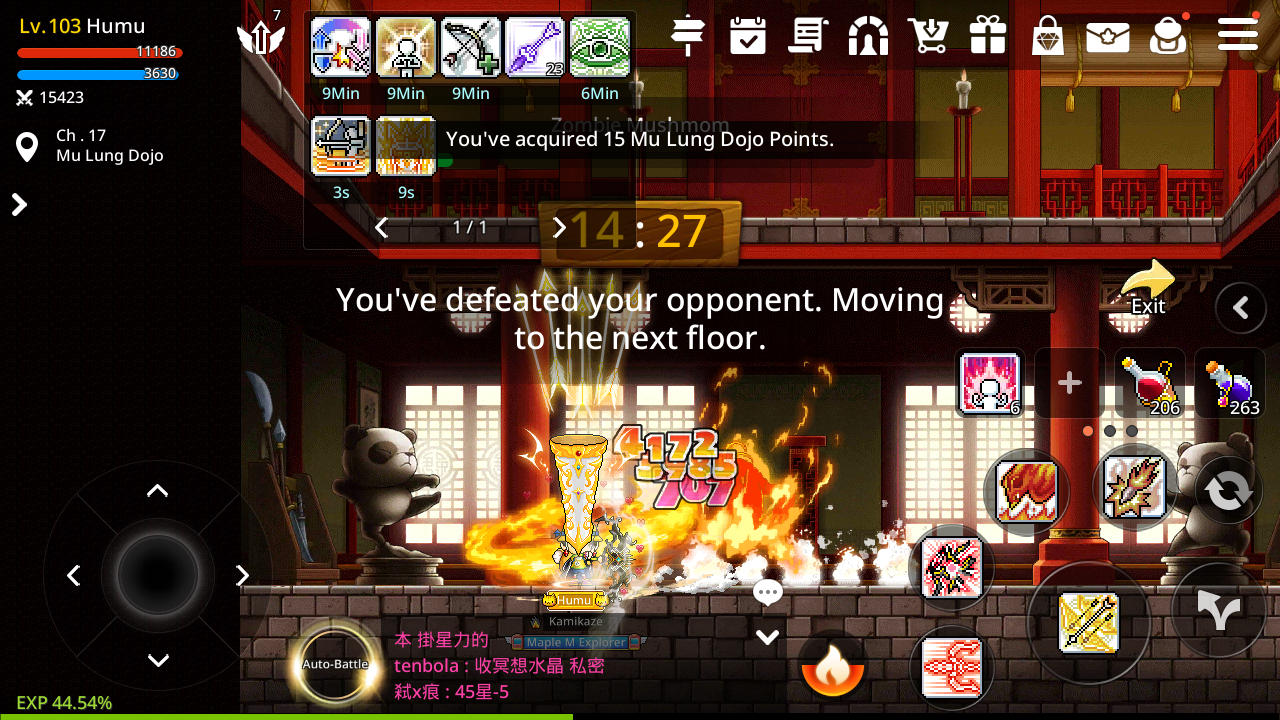 Lv.103 Humu
11186
3630
15423
Ch . 17
Mu Lung Dojo
7
23
9Min
9Min
9Min
6Min
Zombie Mushmom
You've acquired 15 Mu Lung Dojo Points.
3s
9s
1 / 1
14 : 27
You've defeated your opponent. Moving
to the next floor.
Exit
6
206
263
4172
707
Humu
Kamikaze
Maple M Explorer
Auto-Battle
本 掛星力的
tenbola : 收冥想水晶 私密
弒x痕 : 45星-5
EXP 44.54%